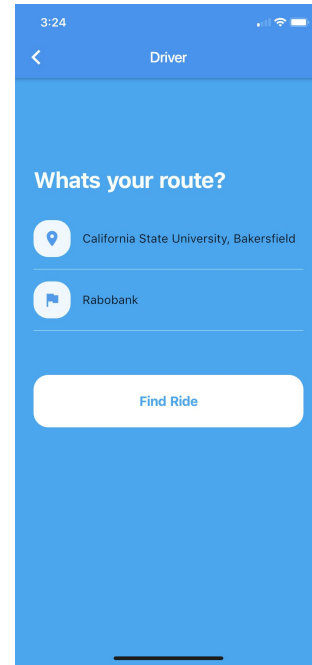 3:24
Driver
Whats your route?
California State University, Bakersfield
Rabobank
Find Ride